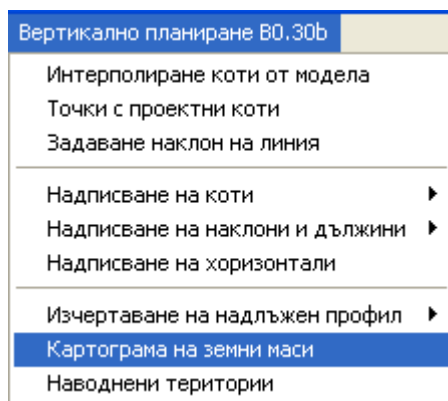 Вертикално планиране В0.30b
Интерполиране коти от модела
Точки с проектни коти
Задаване наклон на линия
Надписване на коти
Надписване на наклони и дължини
Надписване на хоризонтали
Изчертаване на надлъжен профил
Картограма на земни маси
Наводнени територии